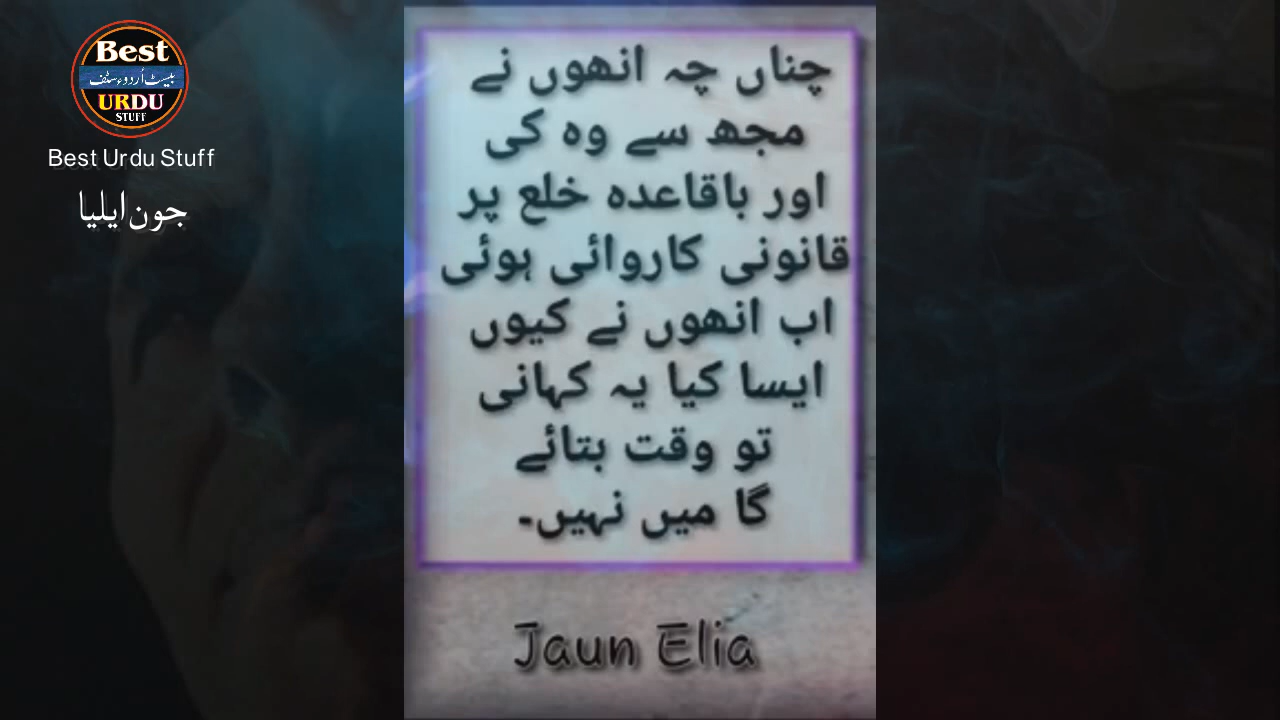 Best
بیسٹ اُردوءسٹف
URDU
STUFF
Best Urdu Stuff
جون ایلیا
چناں چہ انھوں نے
مجھ سے وہ کی
اور باقاعدہ خلع پر
قانونی کاروائی ہوئی
اب انھوں نے کیوں
ایسا کیا یہ کہانی
تو وقت بتائے
گا میں نہیں۔
Jaun Elia